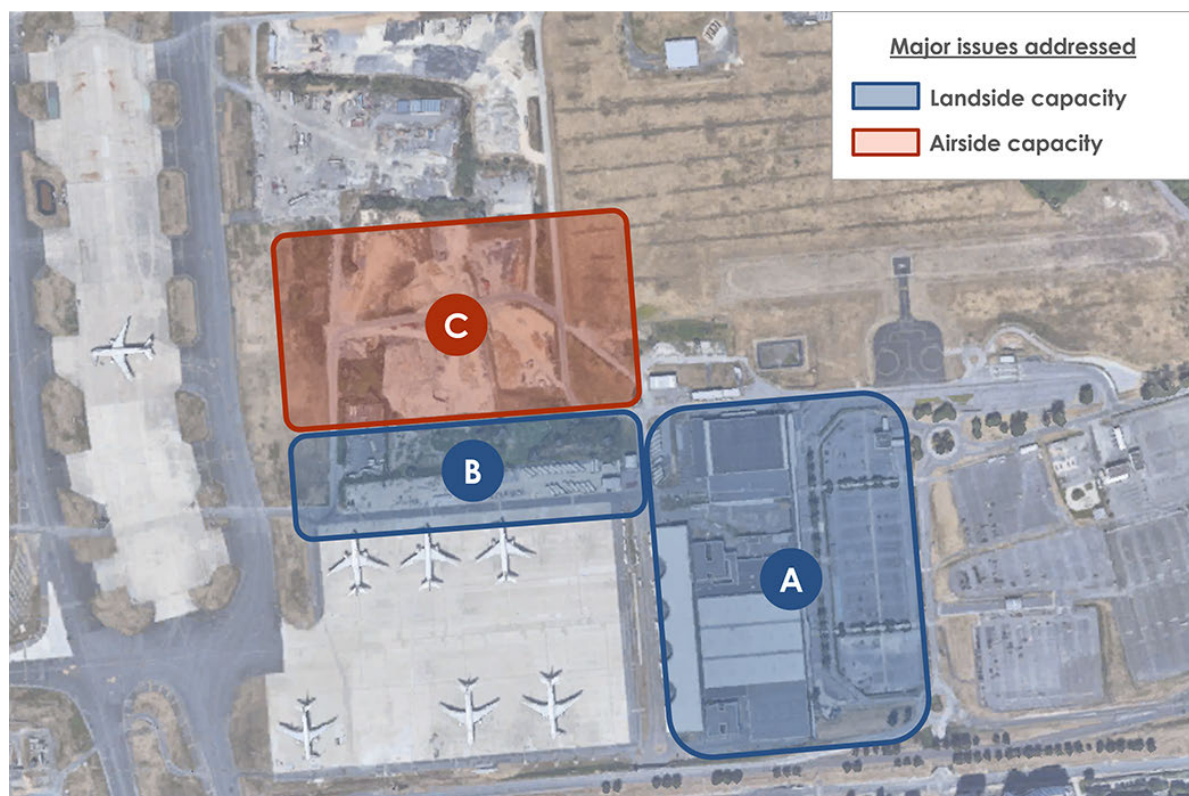 Major issues addressed
Landside capacity
Airside capacity
C
B
A